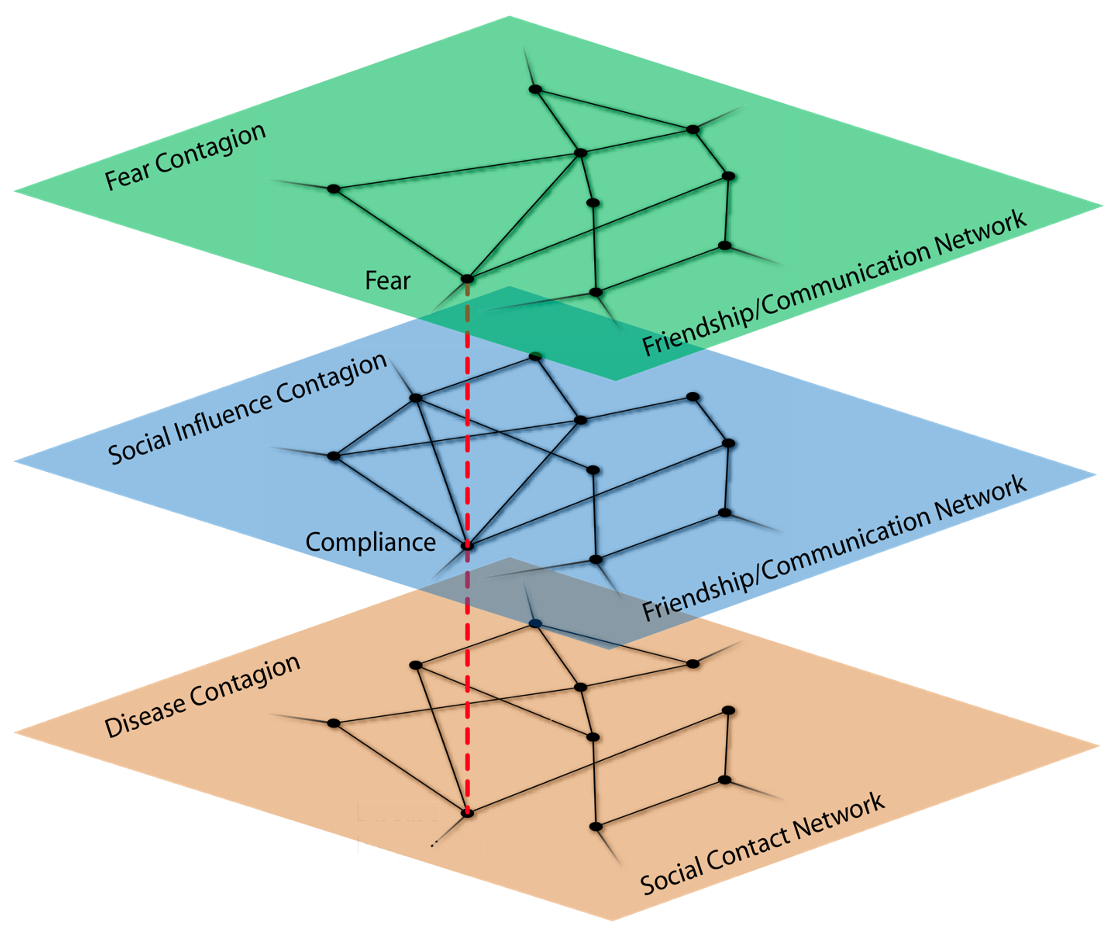 Fear Contagion
Fear
Friendship/Communication Network
Social Influence Contagion
Compliance
Friendship/Communication Network
Disease Contagion
Social Contact Network